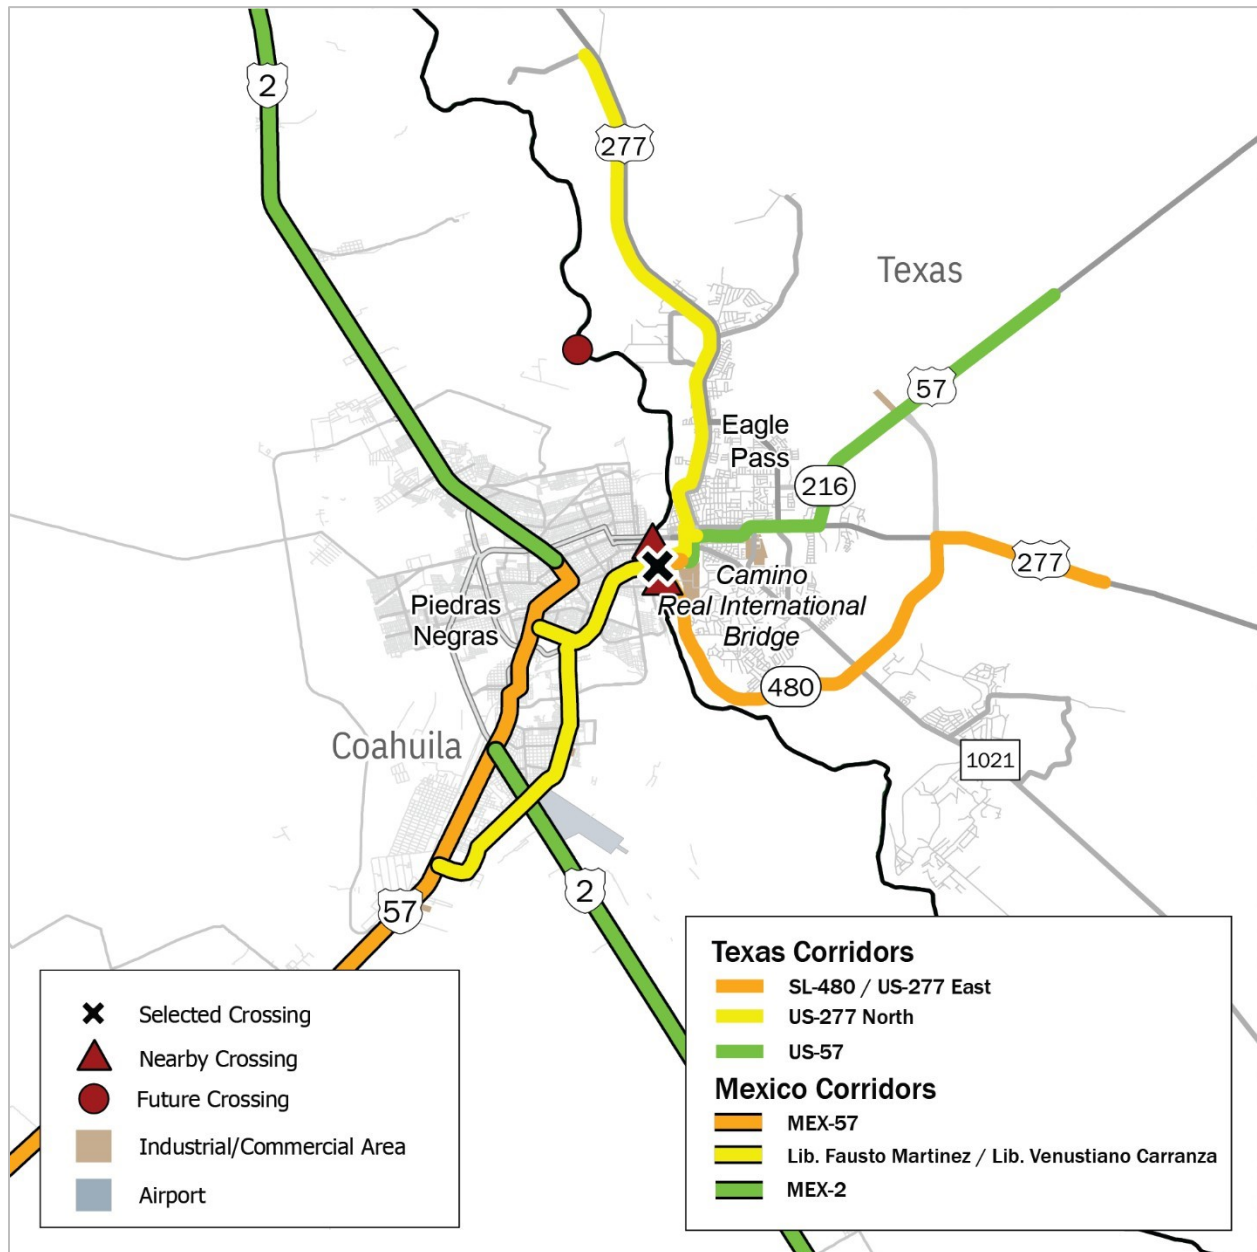 2
277
Texas
57
Eagle
Pass
216
Camino
Real International
Bridge
277
Piedras
Negras
480
Coahuila
1021
2
57
Selected Crossing
Nearby Crossing
Future Crossing
Industrial/Commercial Area
Airport
Texas Corridors
SL-480 / US-277 East
US-277 North
US-57
Mexico Corridors
MEX-57
Lib. Fausto Martinez / Lib. Venustiano Carranza
MEX-2